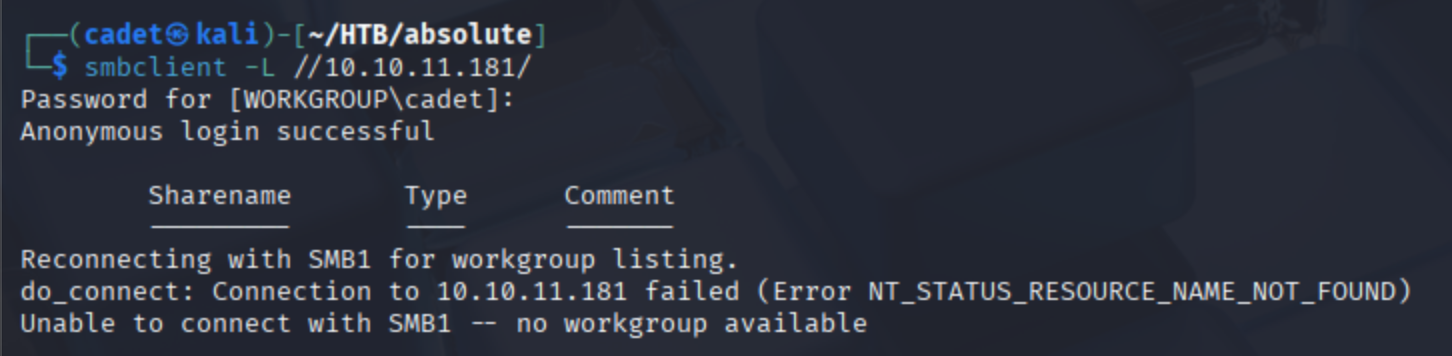 ┌──(cadet㉿kali)-[~/HTB/absolute]
└─$ smbclient -L //10.10.11.181/
Password for [WORKGROUP\cadet]:
Anonymous login successful
Sharename Type Comment
Reconnecting with SMB1 for workgroup listing.
do_connect: Connection to 10.10.11.181 failed (Error NT_STATUS_RESOURCE_NAME_NOT_FOUND)
Unable to connect with SMB1 -- no workgroup available